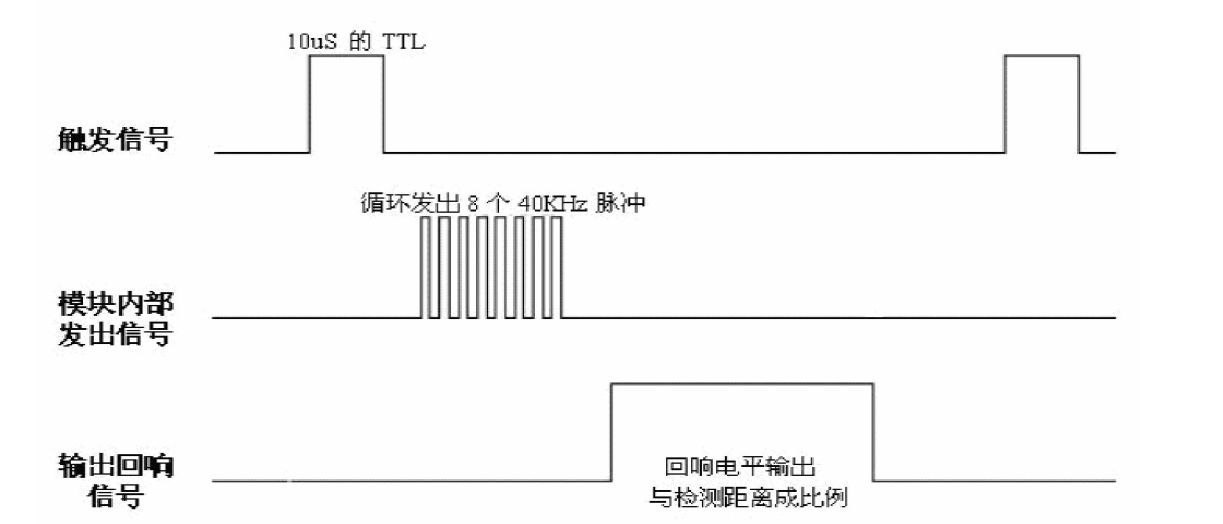 10uS 的 TTL
触发信号
循环发出 8 个 40KHz 脉冲
模块内部
发出信号
输出回响
信号
回响电平输出
与检测距离成比例